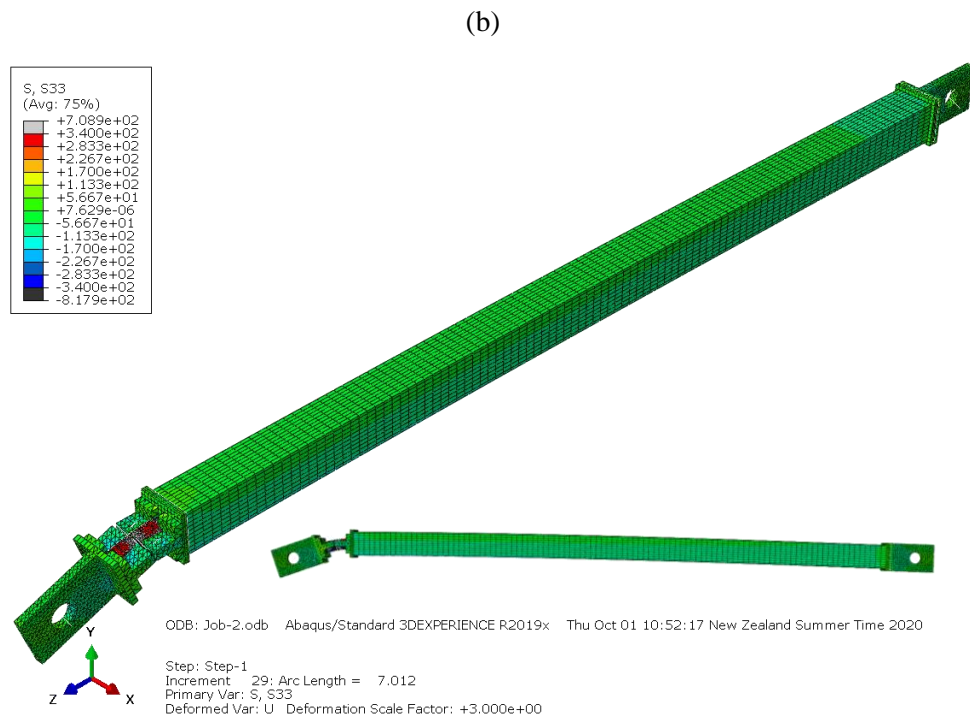 (b)
S, S33
(Avg: 75%)
+7.089e+02
+3.400e+02
+2.833e+02
+2.267e+02
+1.700e+02
+1.133e+02
+5.667e+01
+7.629e-06
-5.667e+01
-1.133e+02
-1.700e+02
-2.267e+02
-2.833e+02
-3.400e+02
-8.179e+02
ODB: Job-2.odb Abaqus/Standard 3DEXPERIENCE R2019x Thu Oct 01 10:52:17 New Zealand Summer Time 2020
Y
Z
X
Step: Step-1
Increment 29: Arc Length = 7.012
Primary Var: S, S33
Deformed Var: U Deformation Scale Factor: +3.000e+00